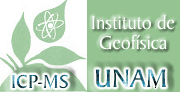 Instituto de
Geofísica
ICP-MS
UNAM